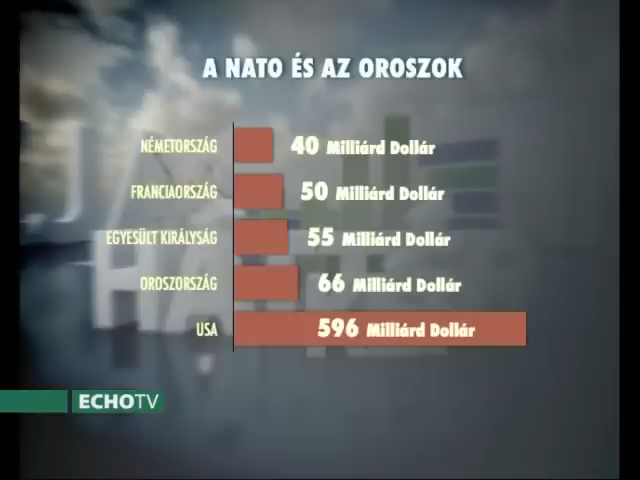 A NATO ÉS AZ OROSZOK
NÉMETORSZÁG 40 Milliárd Dollár
FRANCIAORSZÁG 50 Milliárd Dollár
EGYESÜLT KIRÁLYSÁG 55 Milliárd Dollár
OROSZORSZÁG 66 Milliárd Dollár
USA 596 Milliárd Dollár
ECHOTV